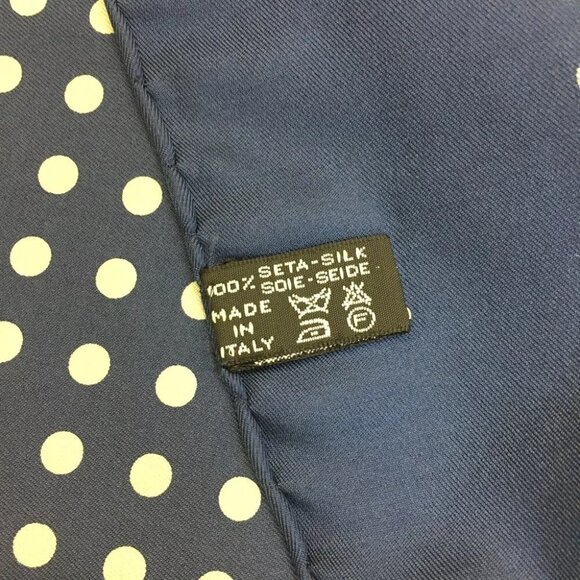 100% SETA-SILK
SOIE-SEIDE
MADE
IN
ITALY
F